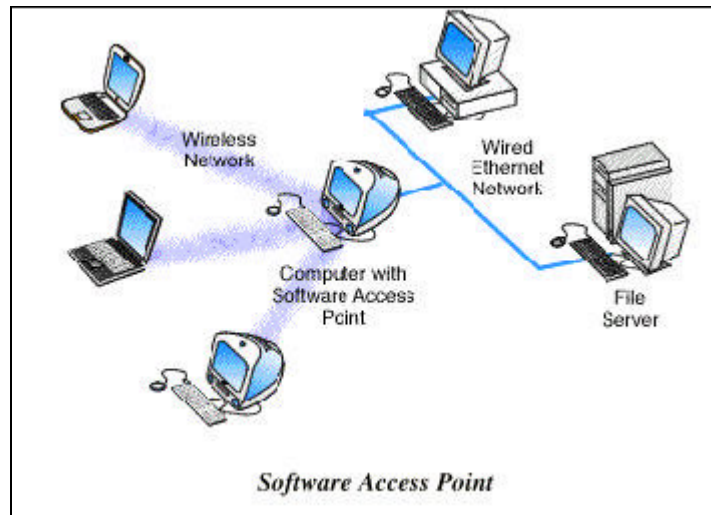 Wireless
Network
Wired
Ethernet
Network
Computer with
Software Access
Point
File
Server
Software Access Point